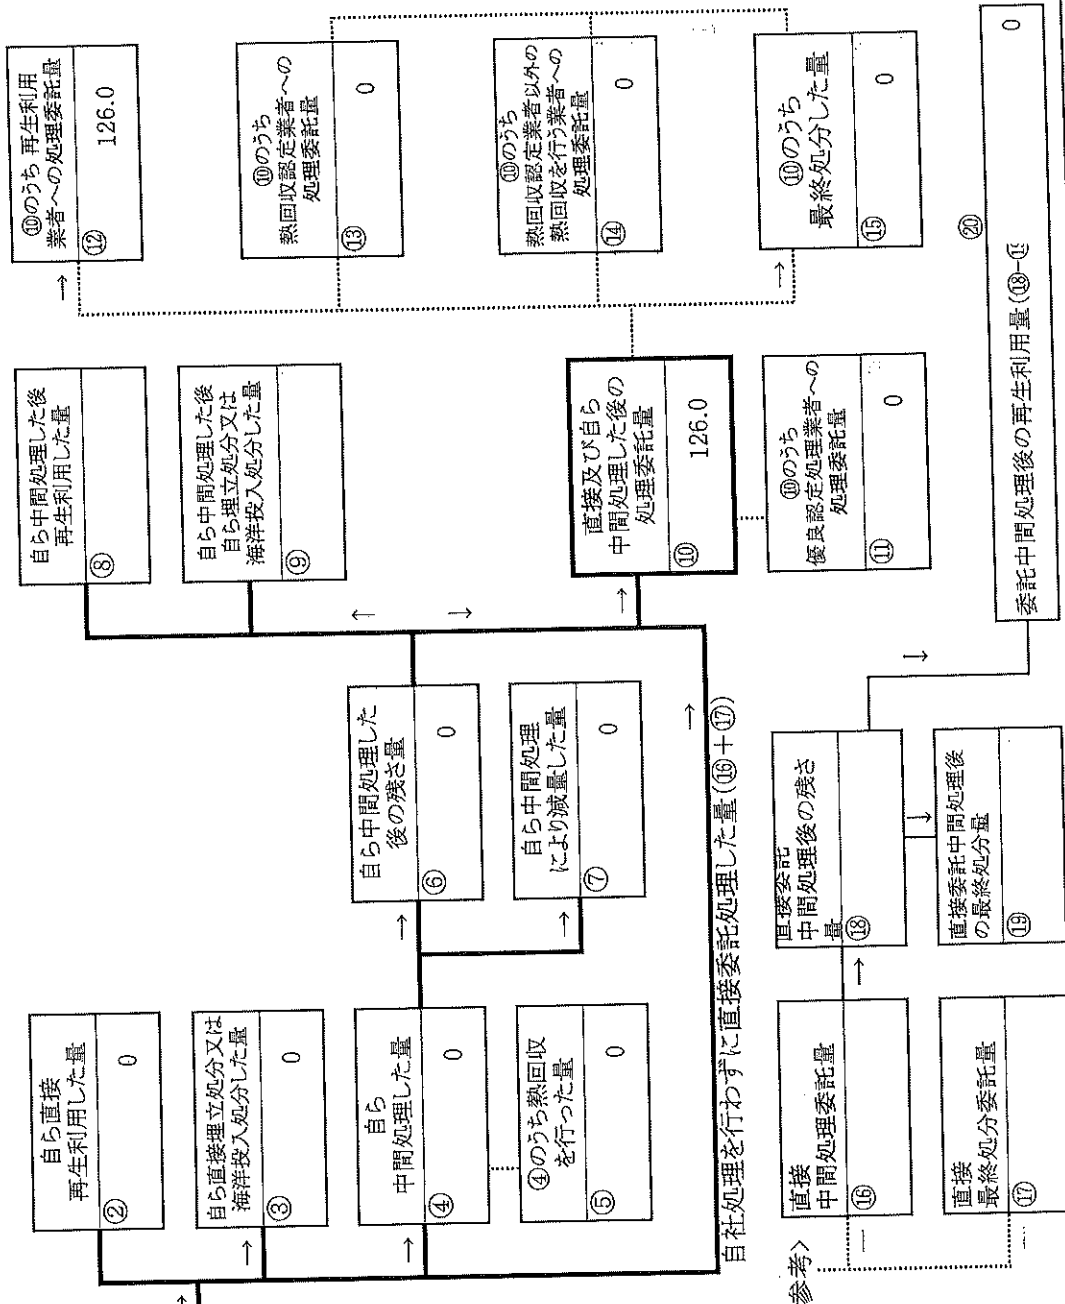 自ら直接
再生利用した量
②
0
自ら直接埋立処分又は
海洋投入処分した量
③
0
自ら
中間処理した量
④
0
④のうち熱回収
を行った量
⑤
0
自ら中間処理した
後の残さ量
⑥
0
自ら中間処理
により減量した量
⑦
0
自ら中間処理した後
再生利用した量
⑧
自ら中間処理した後
自ら埋立処分又は
海洋投入処分した量
⑨
直接及び自ら
中間処理した後の
処理委託量
⑩
126.0
⑩のうち
優良認定処理業者への
処理委託量
⑪
0
⑩のうち 再生利用
業者への処理委託量
⑫
126.0
⑩のうち
熱回収認定業者への
処理委託量
⑬
0
⑩のうち
熱回収認定業者以外の
熱回収を行う業者への
処理委託量
⑭
0
⑩のうち
最終処分した量
⑮
0
自社処理を行わずに直接委託処理した量(⑯+⑰)
参考>
直接
中間処理委託量
⑯
直接
最終処分委託量
⑰
直接委託
中間処理後の残さ
量
⑱
直接委託中間処理後
の最終処分量
⑲
⑳
委託中間処理後の再生利用量(⑱-⑲
0